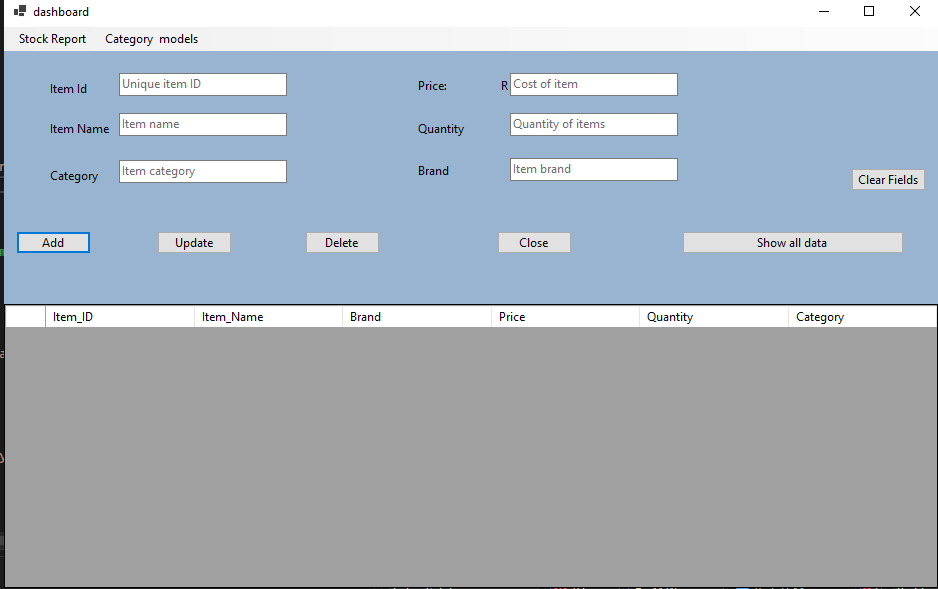 dashboard
Stock Report Category models
Item Id Unique item ID Price: R Cost of item
Item Name Item name Quantity Quantity of items
Category Item category Brand Item brand
Clear Fields
Add Update Delete Close Show all data
Item_ID Item_Name Brand Price Quantity Category